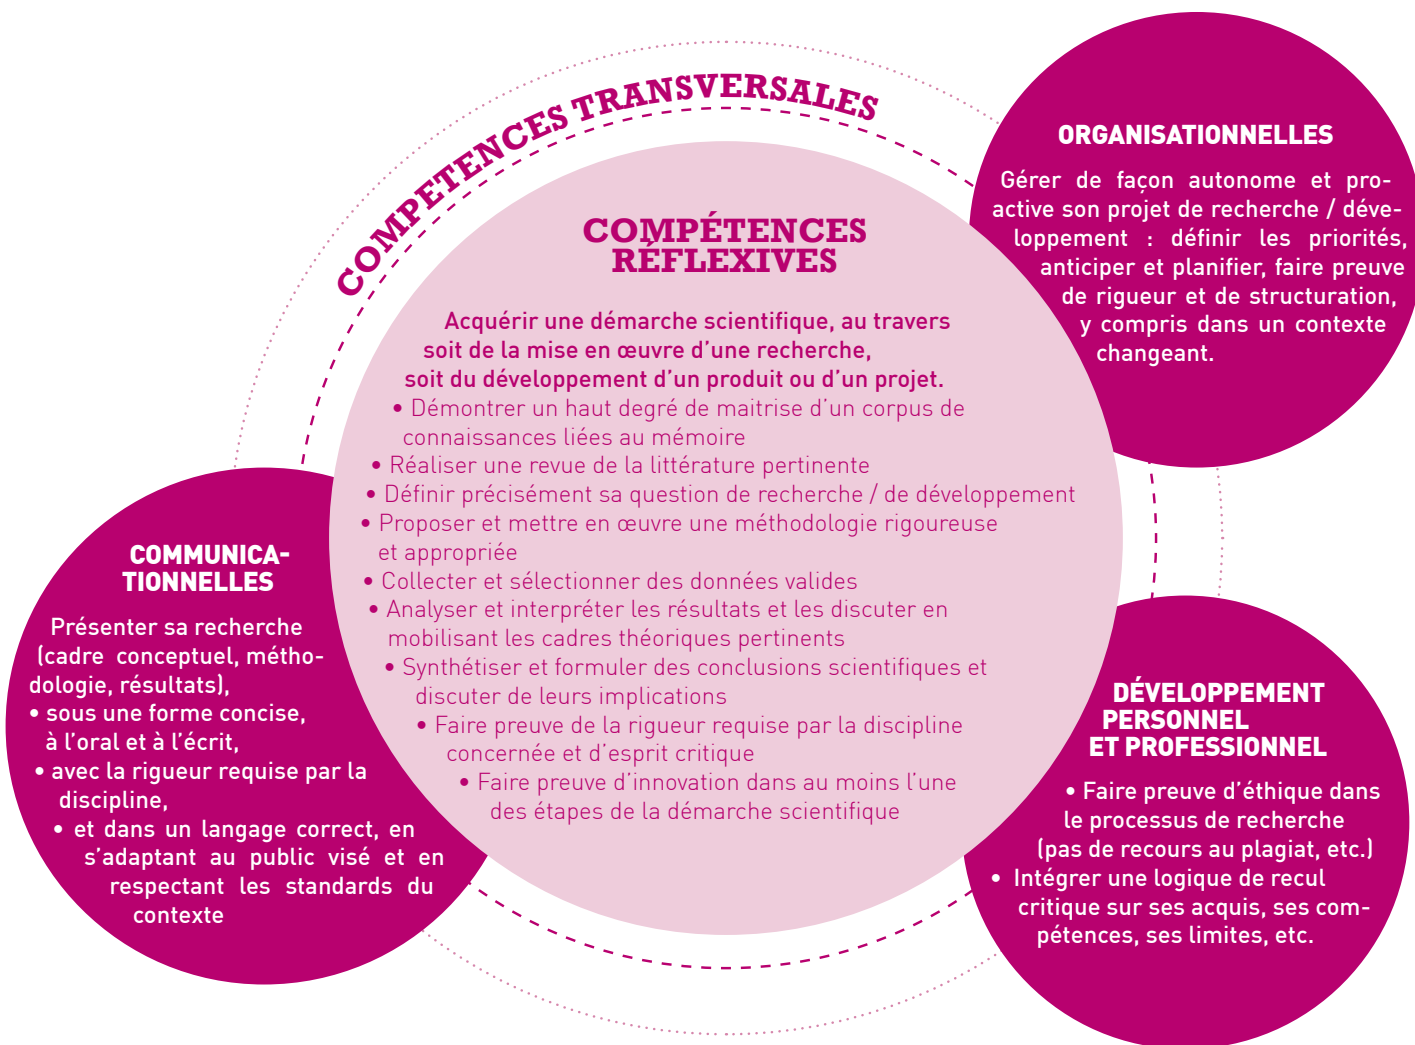 COMPETENCES TRANSVERSALES
COMPÉTENCES
RÉFLEXIVES
Acquérir une démarche scientifique, au travers
soit de la mise en œuvre d’une recherche,
soit du développement d’un produit ou d’un projet.
• Démontrer un haut degré de maitrise d’un corpus de
connaissances liées au mémoire
• Réaliser une revue de la littérature pertinente
• Définir précisément sa question de recherche / de développement
• Proposer et mettre en œuvre une méthodologie rigoureuse
et appropriée
• Collecter et sélectionner des données valides
• Analyser et interpréter les résultats et les discuter en
mobilisant les cadres théoriques pertinents
• Synthétiser et formuler des conclusions scientifiques et
discuter de leurs implications
• Faire preuve de la rigueur requise par la discipline
concernée et d’esprit critique
• Faire preuve d’innovation dans au moins l’une
des étapes de la démarche scientifique
ORGANISATIONNELLES
Gérer de façon autonome et pro-
active son projet de recherche / déve-
loppement : définir les priorités,
anticiper et planifier, faire preuve
de rigueur et de structuration,
y compris dans un contexte
changeant.
COMMUNICA-
TIONNELLES
Présenter sa recherche
(cadre conceptuel, métho-
dologie, résultats),
• sous une forme concise,
à l’oral et à l’écrit,
• avec la rigueur requise par la
discipline,
• et dans un langage correct, en
s’adaptant au public visé et en
respectant les standards du
contexte
DÉVELOPPEMENT
PERSONNEL
ET PROFESSIONNEL
• Faire preuve d’éthique dans
le processus de recherche
(pas de recours au plagiat, etc.)
• Intégrer une logique de recul
critique sur ses acquis, ses com-
pétences, ses limites, etc.